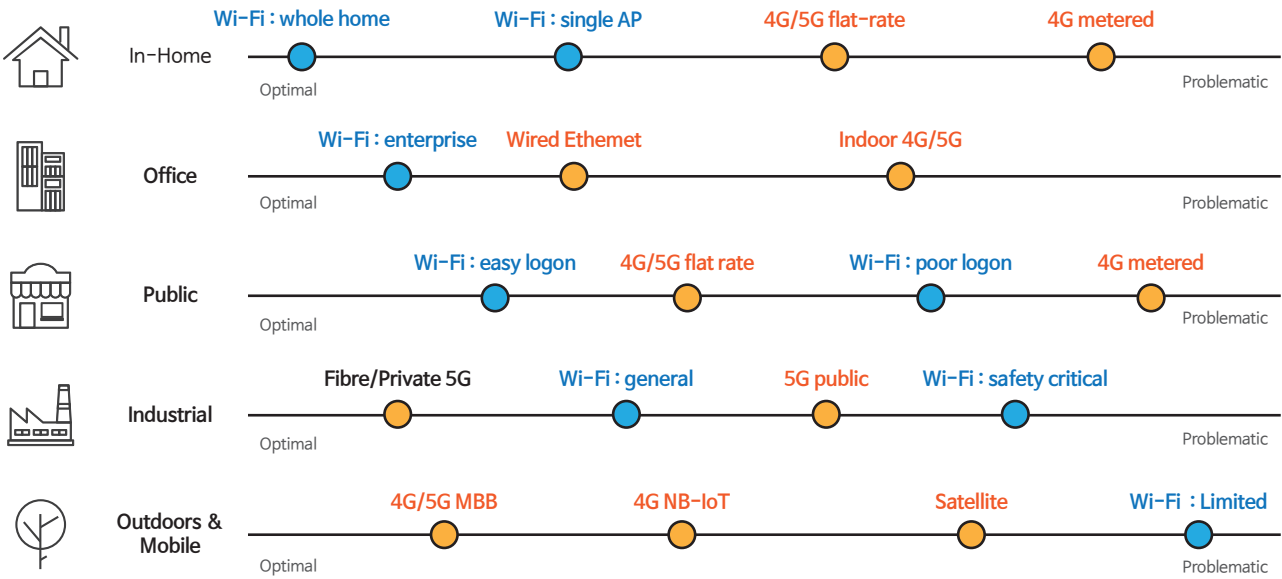 Wi-Fi : whole home
Wi-Fi : single AP
4G/5G flat-rate
4G metered
In-Home
Optimal
Problematic
Wi-Fi : enterprise
Wired Ethemet
Indoor 4G/5G
Office
Optimal
Problematic
Wi-Fi : easy logon
4G/5G flat rate
Wi-Fi : poor logon
4G metered
Public
Optimal
Problematic
Fibre/Private 5G
Wi-Fi : general
5G public
Wi-Fi : safety critical
Industrial
Optimal
Problematic
4G/5G MBB
4G NB-IoT
Satellite
Wi-Fi : Limited
Outdoors &
Mobile
Optimal
Problematic